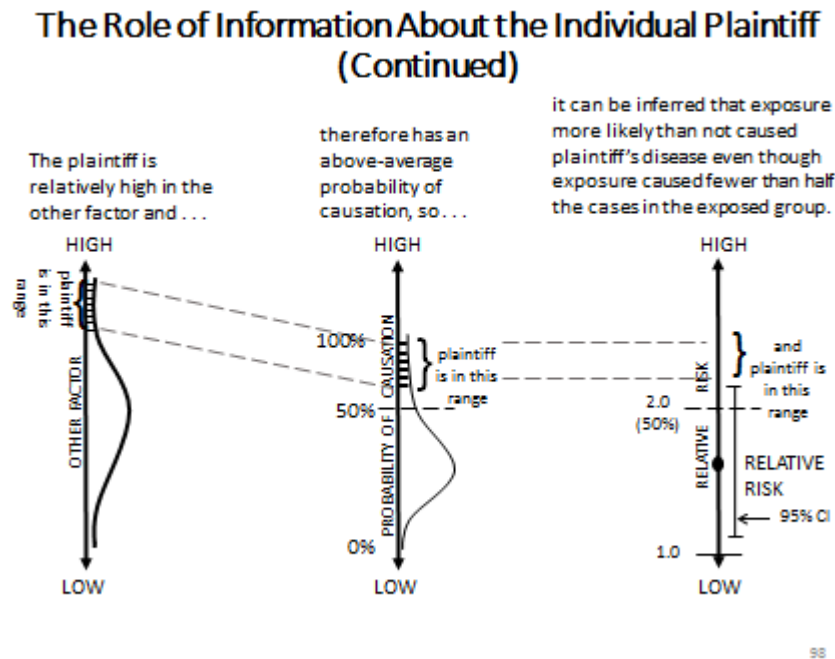 The Role of Information About the Individual Plaintiff
(Continued)
The plaintiff is
relatively high in the
other factor and . . .
therefore has an
above-average
probability of
causation, so . . .
it can be inferred that exposure
more likely than not caused
plaintiff's disease even though
exposure caused fewer than half
the cases in the exposed group.
HIGH
plaintiff
is in this
range
OTHER FACTOR
LOW
HIGH
100%
50%
0%
PROBABILITY OF CAUSATION
plaintiff
is in this
range
LOW
HIGH
2.0
(50%)
1.0
RELATIVE RISK
and
plaintiff is
in this
range
RELATIVE
RISK
95% CI
LOW
98